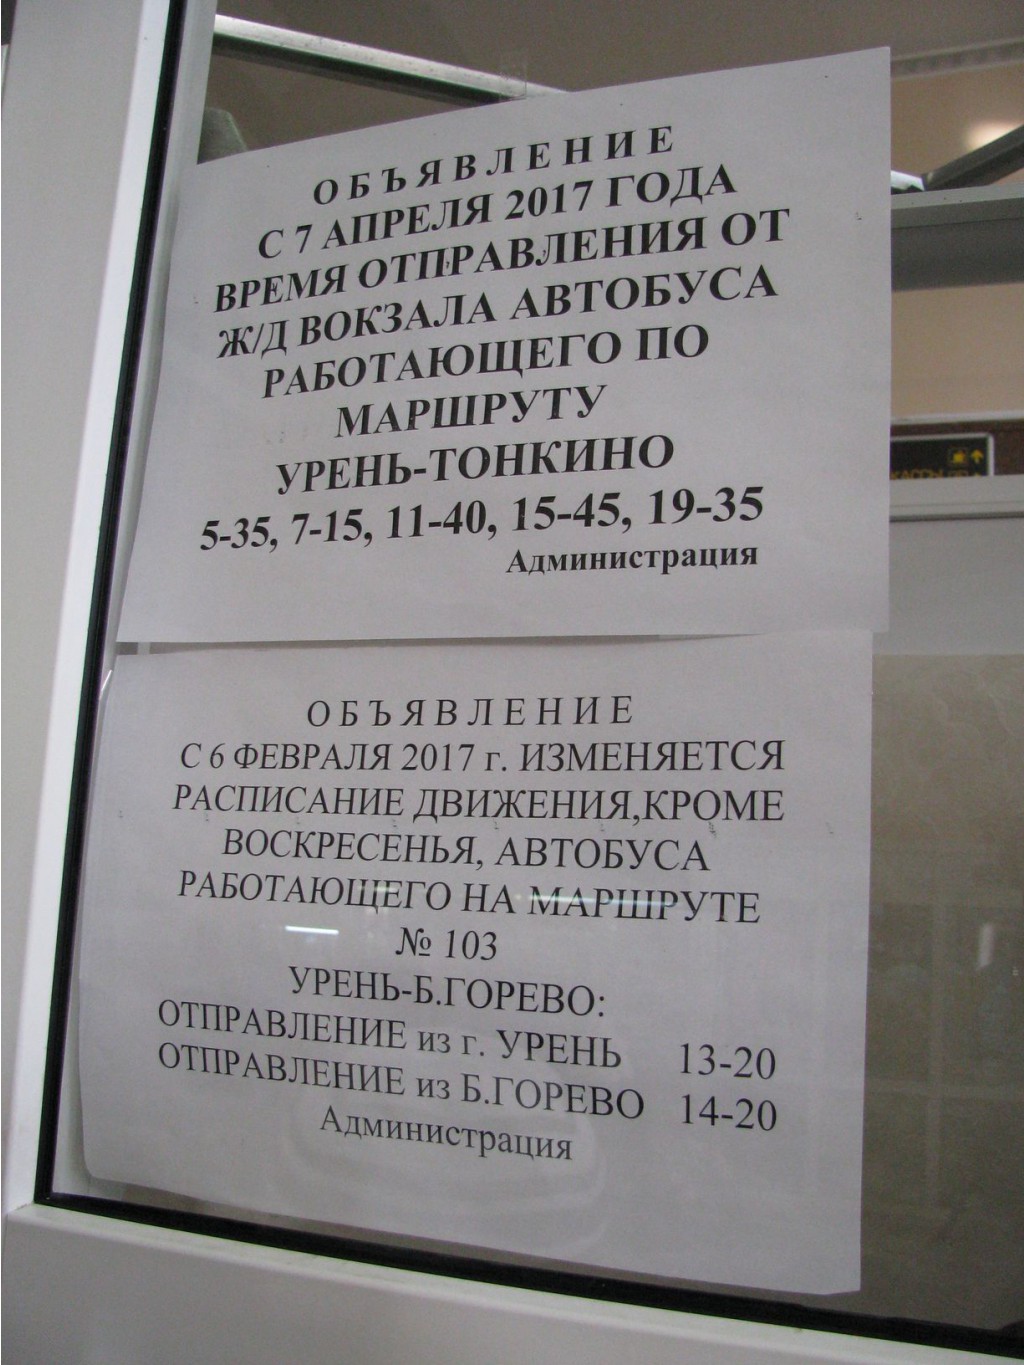 ОБЪЯВЛЕНИЕ
С 7 АПРЕЛЯ 2017 ГОДА
ВРЕМЯ ОТПРАВЛЕНИЯ ОТ
Ж/Д ВОКЗАЛА АВТОБУСА
РАБОТАЮЩЕГО ПО
МАРШРУТУ
УРЕНЬ-ТОНКИНО
5-35, 7-15, 11-40, 15-45, 19-35
Администрация
ОБЪЯВЛЕНИЕ
С 6 ФЕВРАЛЯ 2017 г. ИЗМЕНЯЕТСЯ
РАСПИСАНИЕ ДВИЖЕНИЯ,КРОМЕ
ВОСКРЕСЕНЬЯ, АВТОБУСА
РАБОТАЮЩЕГО НА МАРШРУТЕ
№ 103
УРЕНЬ-Б.ГОРЕВО:
ОТПРАВЛЕНИЕ из г. УРЕНЬ 13-20
ОТПРАВЛЕНИЕ из Б.ГОРЕВО 14-20
Администрация